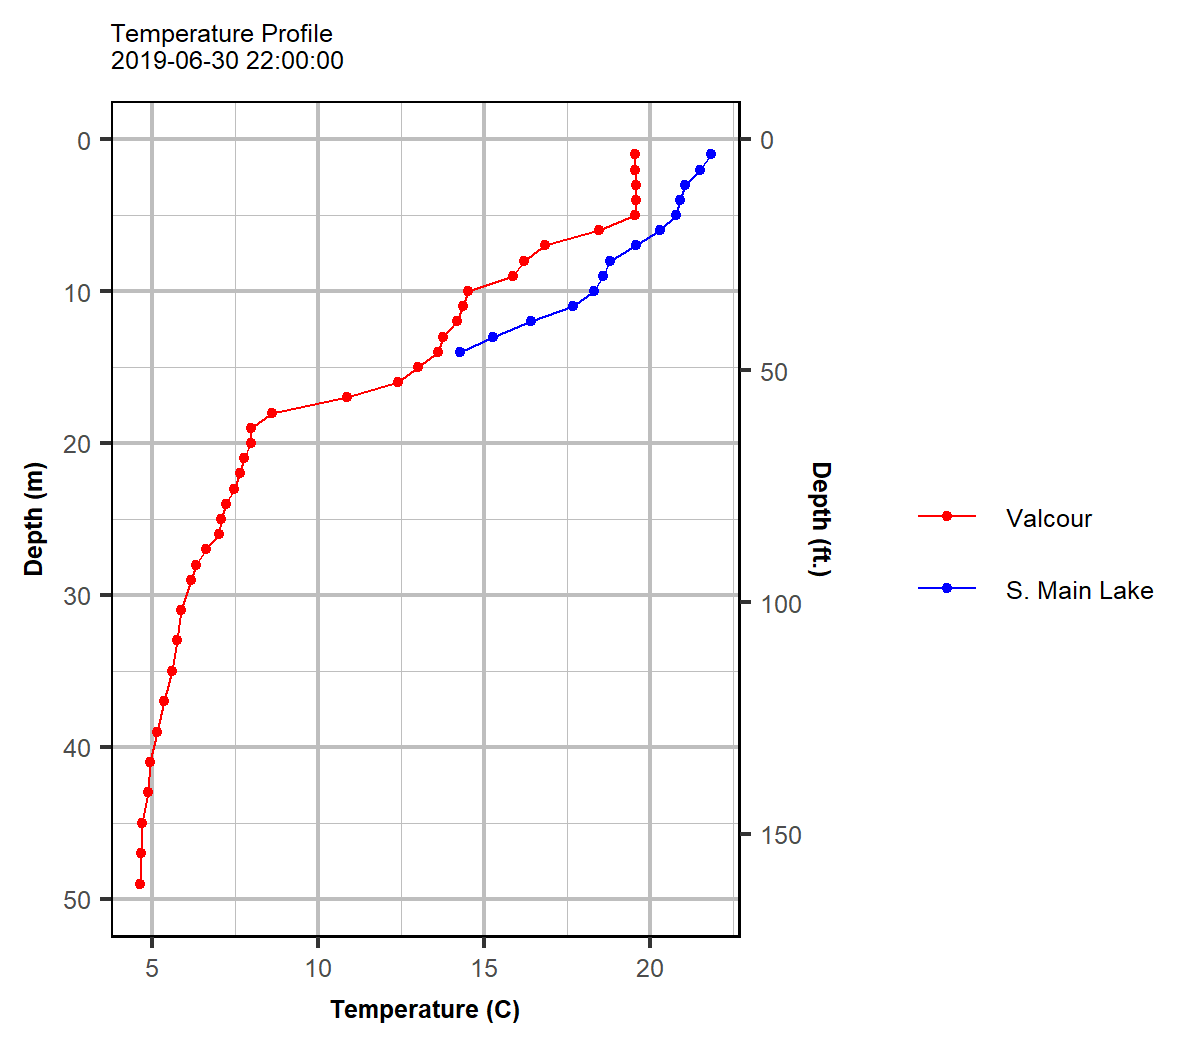 Temperature Profile
2019-06-30 22:00:00
0
10
20
30
40
50
Depth (m)
0
50
100
150
Depth (ft.)
5 10 15 20
Temperature (C)
Valcour
S. Main Lake